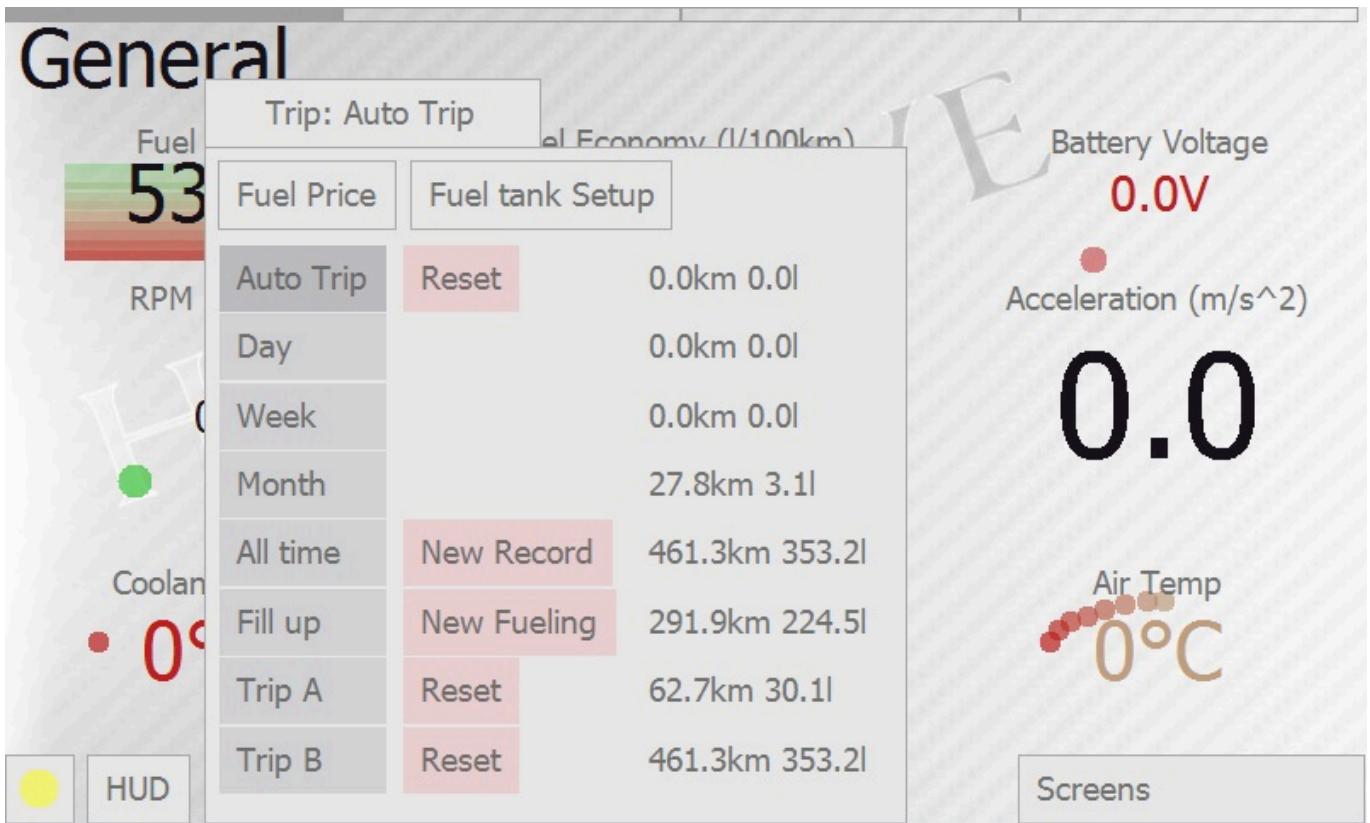 General
Trip: Auto Trip
Fuel
el Economy (l/100km)
Battery Voltage
53
0.0V
Fuel Price
Fuel tank Setup
Auto Trip Reset 0.0km 0.0l
RPM
Acceleration (m/s^2)
Day 0.0km 0.0l
0.0
Week 0.0km 0.0l
Month 27.8km 3.1l
All time New Record 461.3km 353.2l
Coolan
Air Temp
Fill up New Fueling 291.9km 224.5l
0°
0°C
Trip A Reset 62.7km 30.1l
Trip B Reset 461.3km 353.2l
HUD
Screens